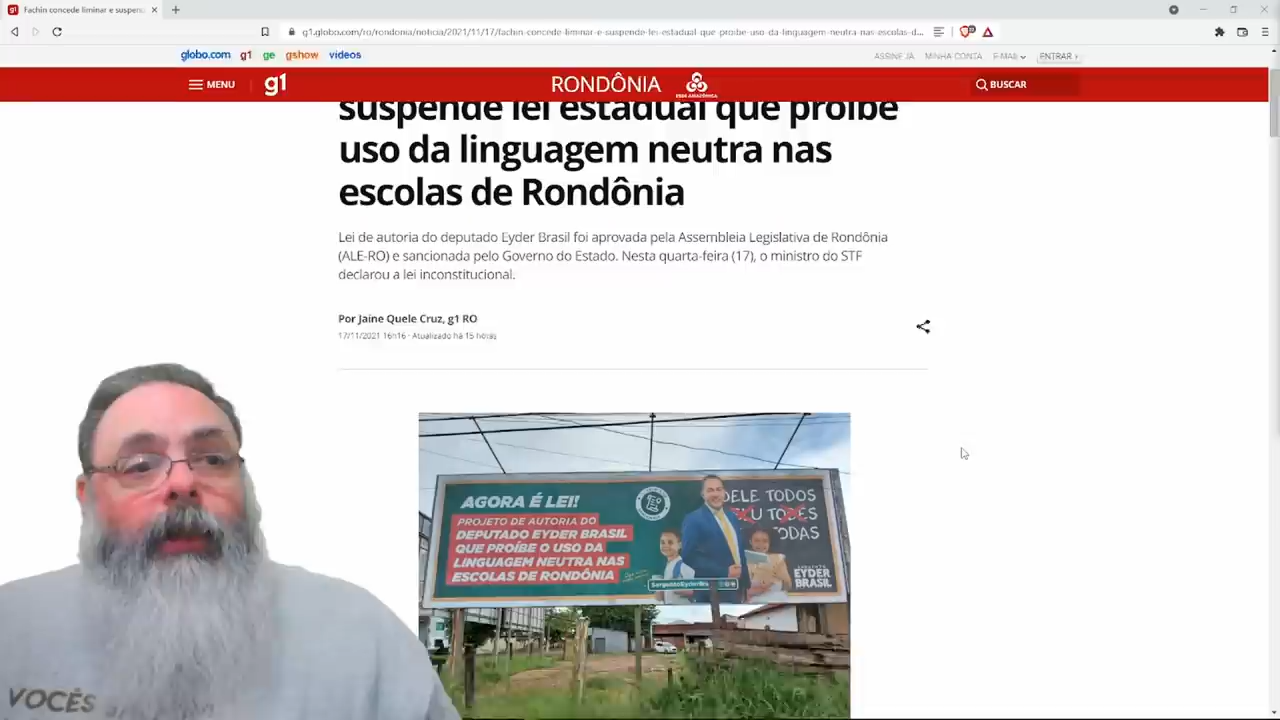 Fachin concede liminar e suspend
g1.globo.com/ro/rondonia/noticia/2021/11/17/fachin-concede-liminar-e-suspende-lei-estadual-que-proibe-uso-da-linguagem-neutra-nas-escolas-d...
globo.com g1 ge gshow videos
ASSINE JÁ MINHA CONTA E-MAIL ENTRAR ›
MENU g1 RONDÔNIA REDE AMAZÔNICA BUSCAR
suspende lei estadual que proíbe
uso da linguagem neutra nas
escolas de Rondônia
Lei de autoria do deputado Eyder Brasil foi aprovada pela Assembleia Legislativa de Rondônia
(ALE-RO) e sancionada pelo Governo do Estado. Nesta quarta-feira (17), o ministro do STF
declarou a lei inconstitucional.
Por Jaíne Quele Cruz, g1 RO
17/11/2021 16h16 · Atualizado há 15 horas
AGORA É LEI!
PROJETO DE AUTORIA DO
DEPUTADO EYDER BRASIL
QUE PROÍBE O USO DA
LINGUAGEM NEUTRA NAS
ESCOLAS DE RONDÔNIA
DELE TODOS
TODES
TODAS
EYDER
BRASIL
VOCÊS